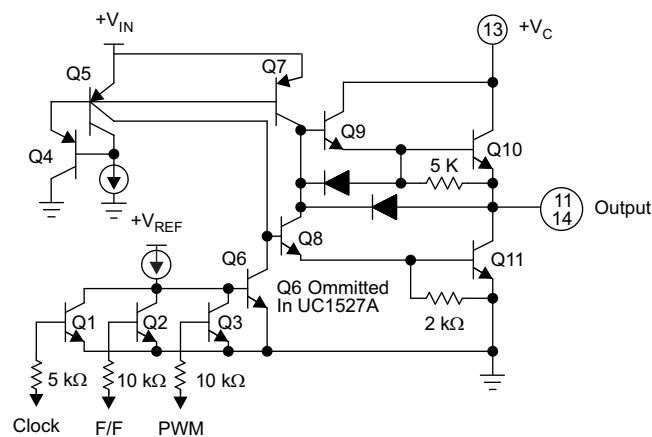 +V_IN
13
+V_C
Q5
Q7
Q9
Q4
Q10
5 K
+V_REF
11
14
Output
Q8
Q6
Q11
Q6 Ommitted
In UC1527A
Q1
Q2
Q3
2 kΩ
5 kΩ
10 kΩ
10 kΩ
Clock
F/F
PWM